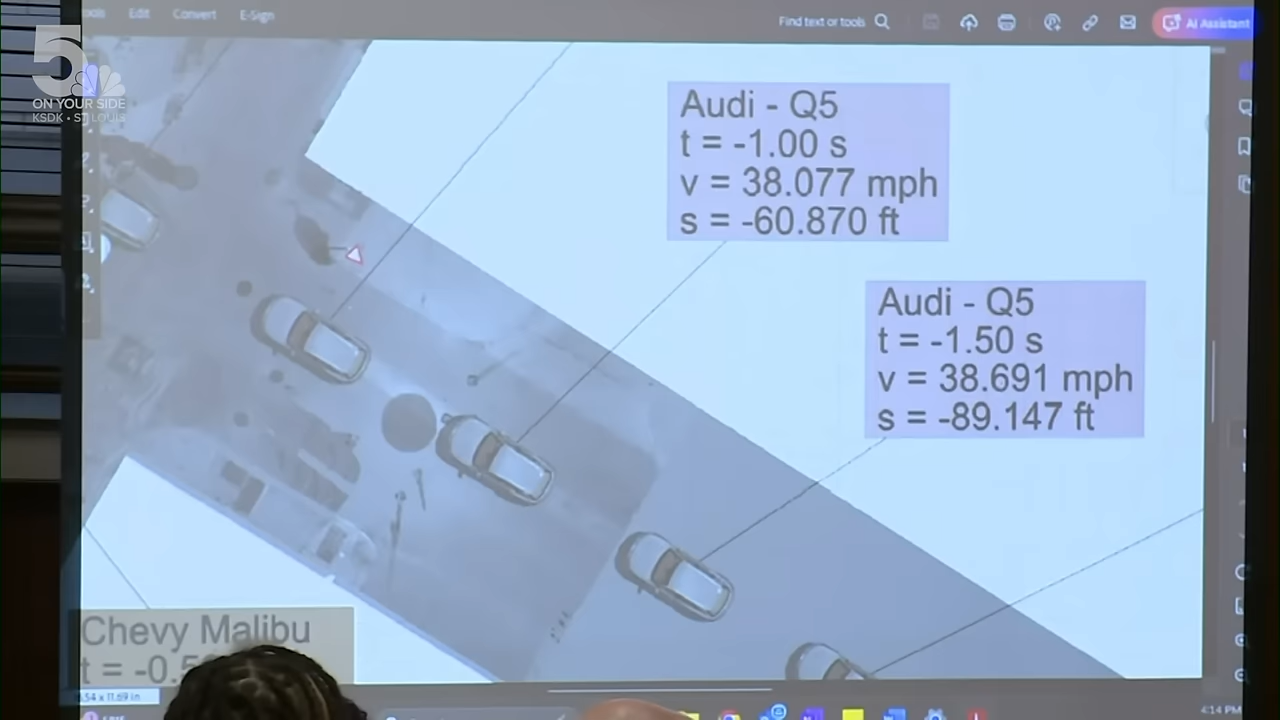 Edit
Convert
E-Sign
Find text or tools
AI Assistant
5
ON YOUR SIDE
KSDK • ST LOUIS
Audi - Q5
t = -1.00 s
v = 38.077 mph
s = -60.870 ft
Audi - Q5
t = -1.50 s
v = 38.691 mph
s = -89.147 ft
Chevy Malibu
t = -0.5
4:14 PM